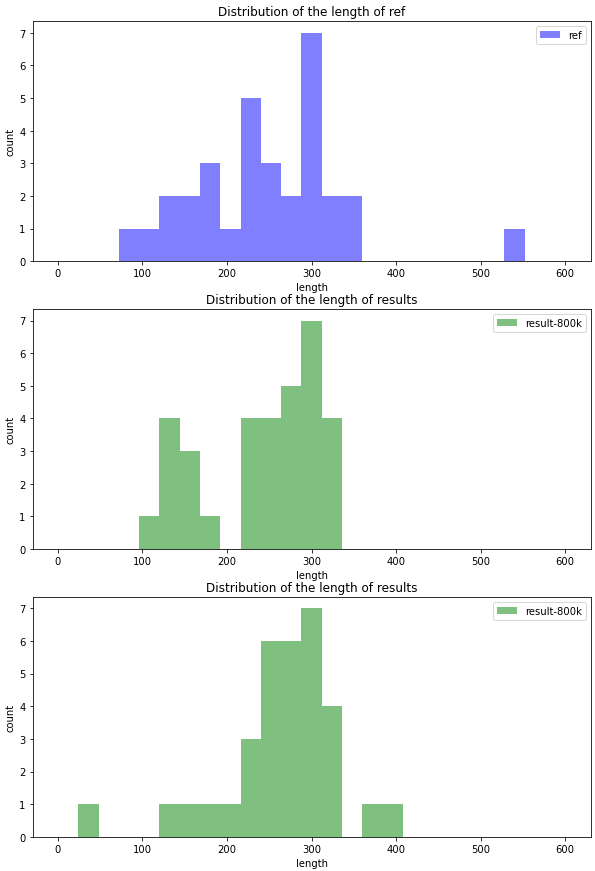 Distribution of the length of ref
7
6
5
4
3
2
1
0
count
ref
0 100 200 300 400 500 600
length
Distribution of the length of results
7
6
5
4
3
2
1
0
count
result-800k
0 100 200 300 400 500 600
length
Distribution of the length of results
7
6
5
4
3
2
1
0
count
result-800k
0 100 200 300 400 500 600
length